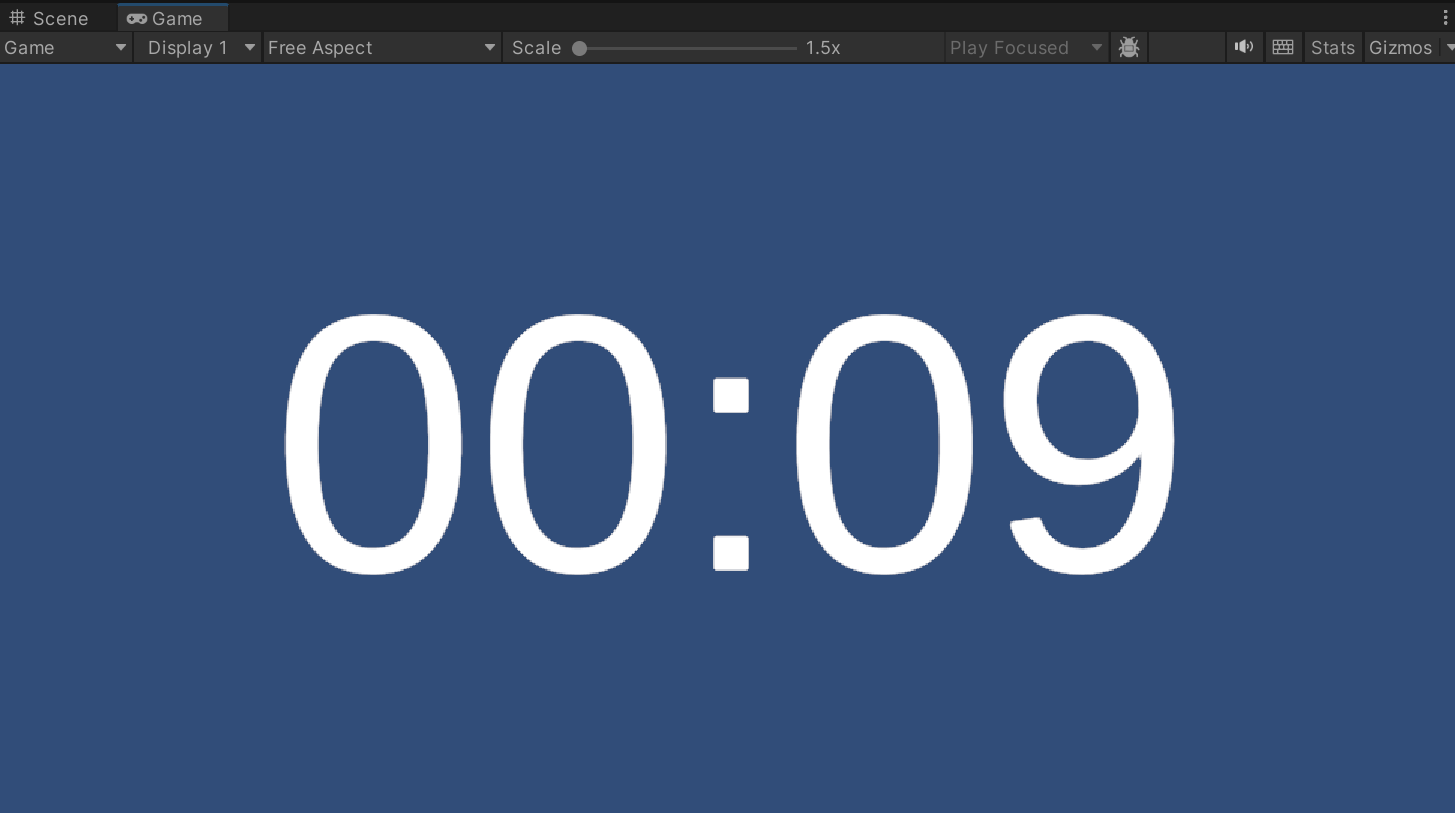 Scene Game
Game Display 1 Free Aspect Scale 1.5x Play Focused Stats Gizmos
00:09